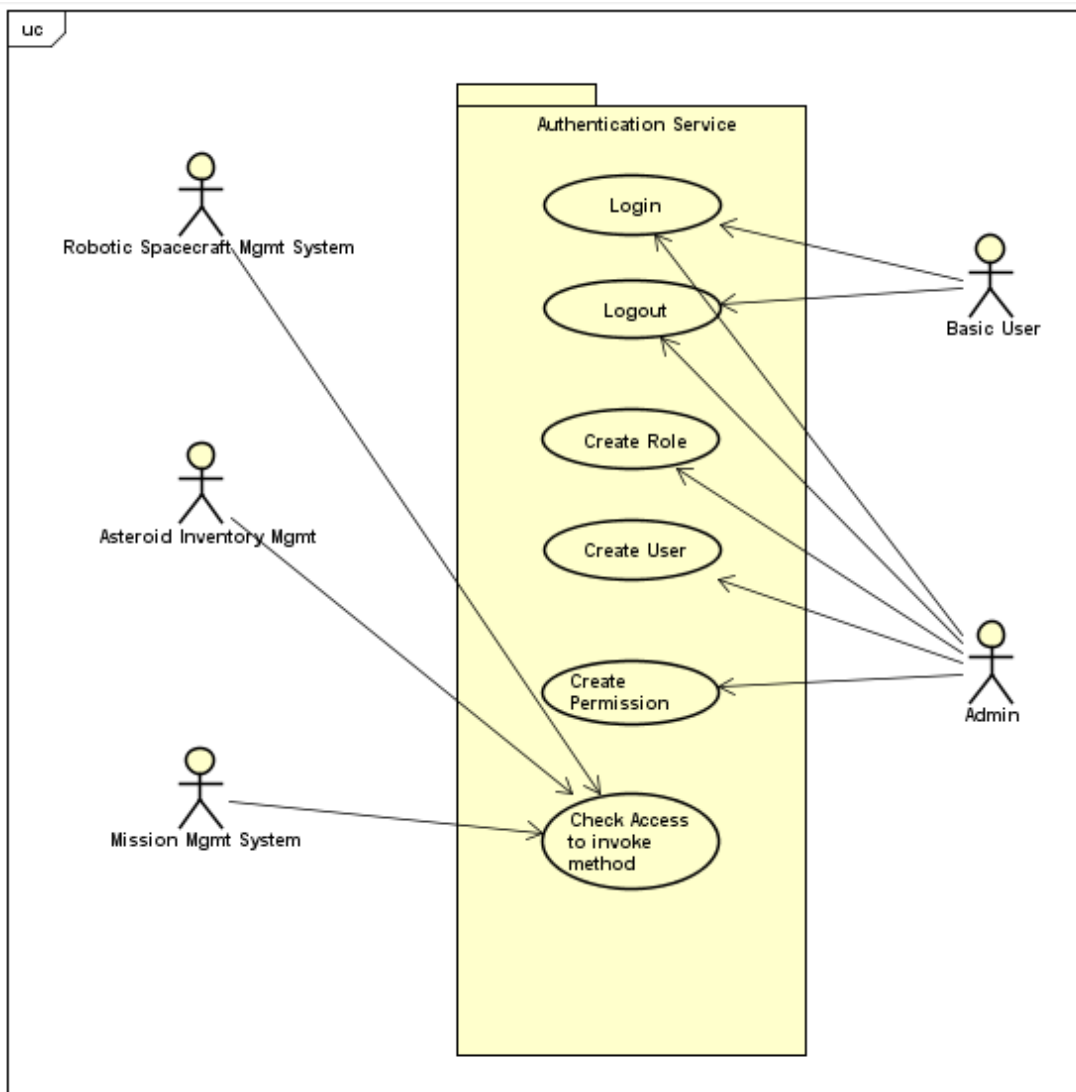 uc
Authentication Service
Login
Robotic Spacecraft Mgmt System
Logout
Basic User
Create Role
Asteroid Inventory Mgmt
Create User
Create
Permission
Admin
Mission Mgmt System
Check Access
to invoke
method